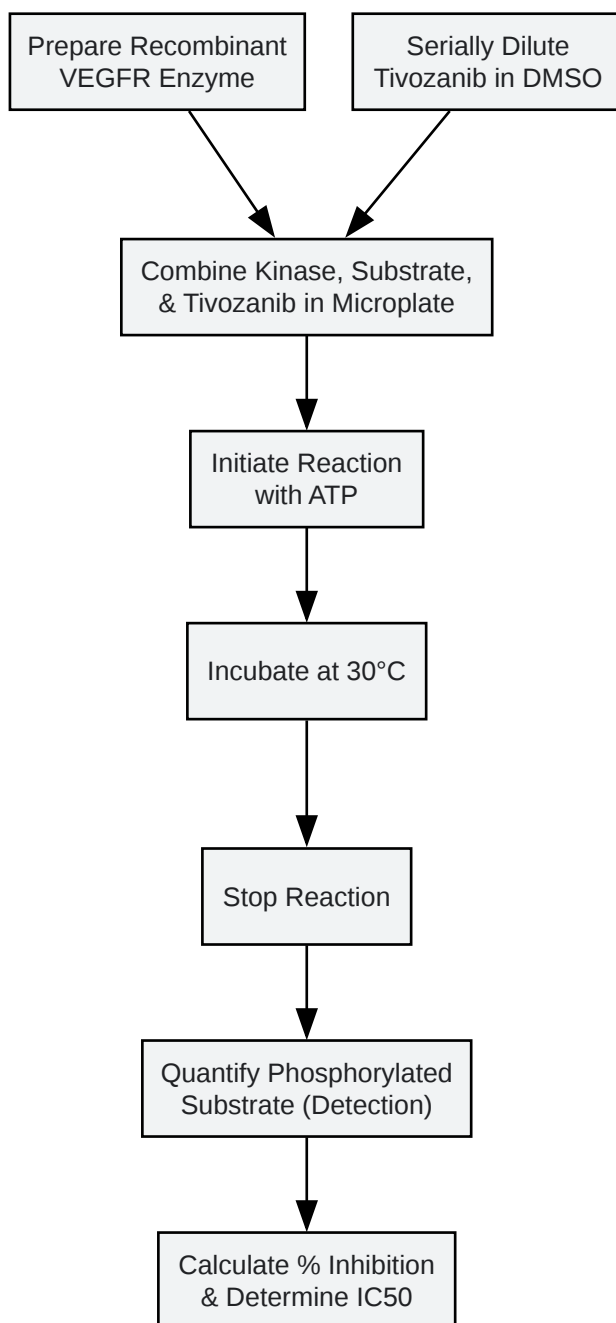 Prepare Recombinant
VEGFR Enzyme
Serially Dilute
Tivozanib in DMSO
Combine Kinase, Substrate,
& Tivozanib in Microplate
Initiate Reaction
with ATP
Incubate at 30°C
Stop Reaction
Quantify Phosphorylated
Substrate (Detection)
Calculate % Inhibition
& Determine IC50